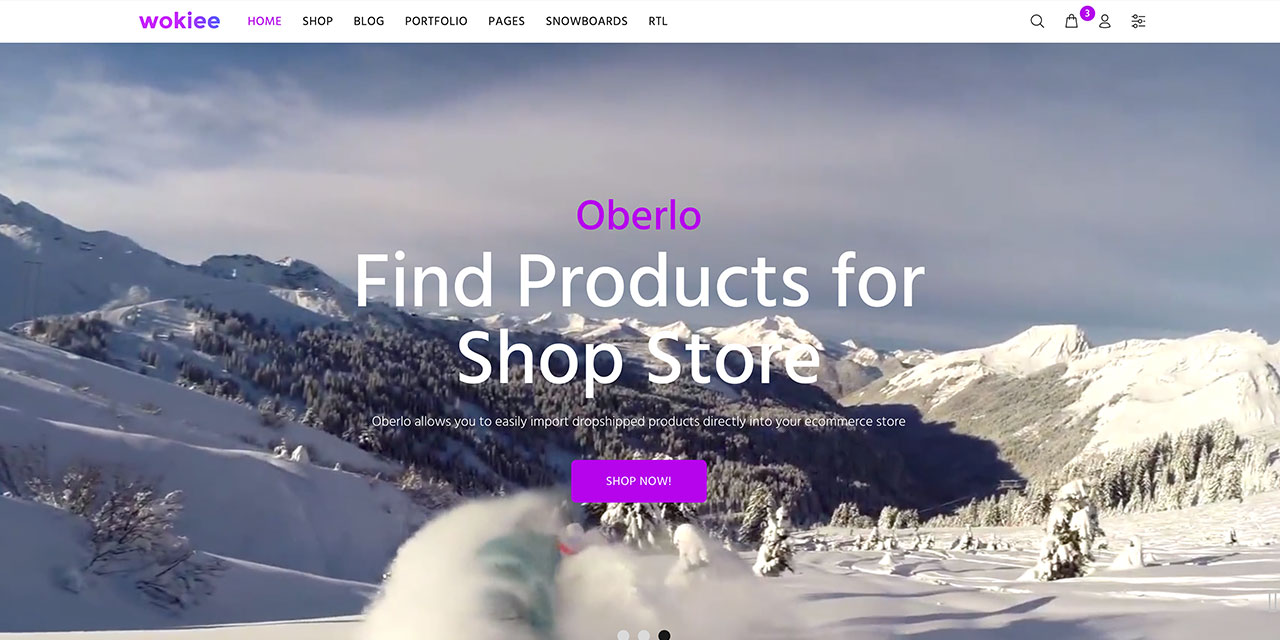 wokiee HOME SHOP BLOG PORTFOLIO PAGES SNOWBOARDS RTL 3
Oberlo
Find Products for
Shop Store
Oberlo allows you to easily import dropshipped products directly into your ecommerce store
SHOP NOW!